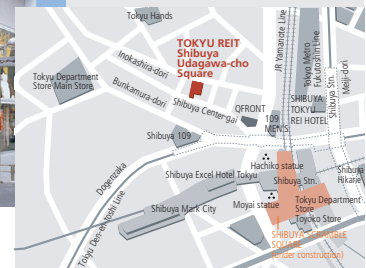 Tokyu Hands
TOKYU REIT
Shibuya
Udagawa-cho
Square
Inokashira-dori
Tokyu Department
Store Main Store
Bunkamura-dori
Shibuya Center gai
QFRONT
109
MEN'S
SHIBUYA
TOKYU
REI HOTEL
JR Yamanote Line
Tokyo Metro
Fukutoshin Line
Shibuya Stn.
Meiji-dori
Shibuya 109
Hachiko statue
Shibuya Stn.
Shibuya
Hikarie
Shibuya Excel Hotel Tokyu
Dogenzaka
Moyai statue
Tokyu Department
Store
Toyoko Store
Shibuya Mark City
Tokyu Den-en-toshi Line
SHIBUYA SCRAMBLE
SQUARE
(under construction)